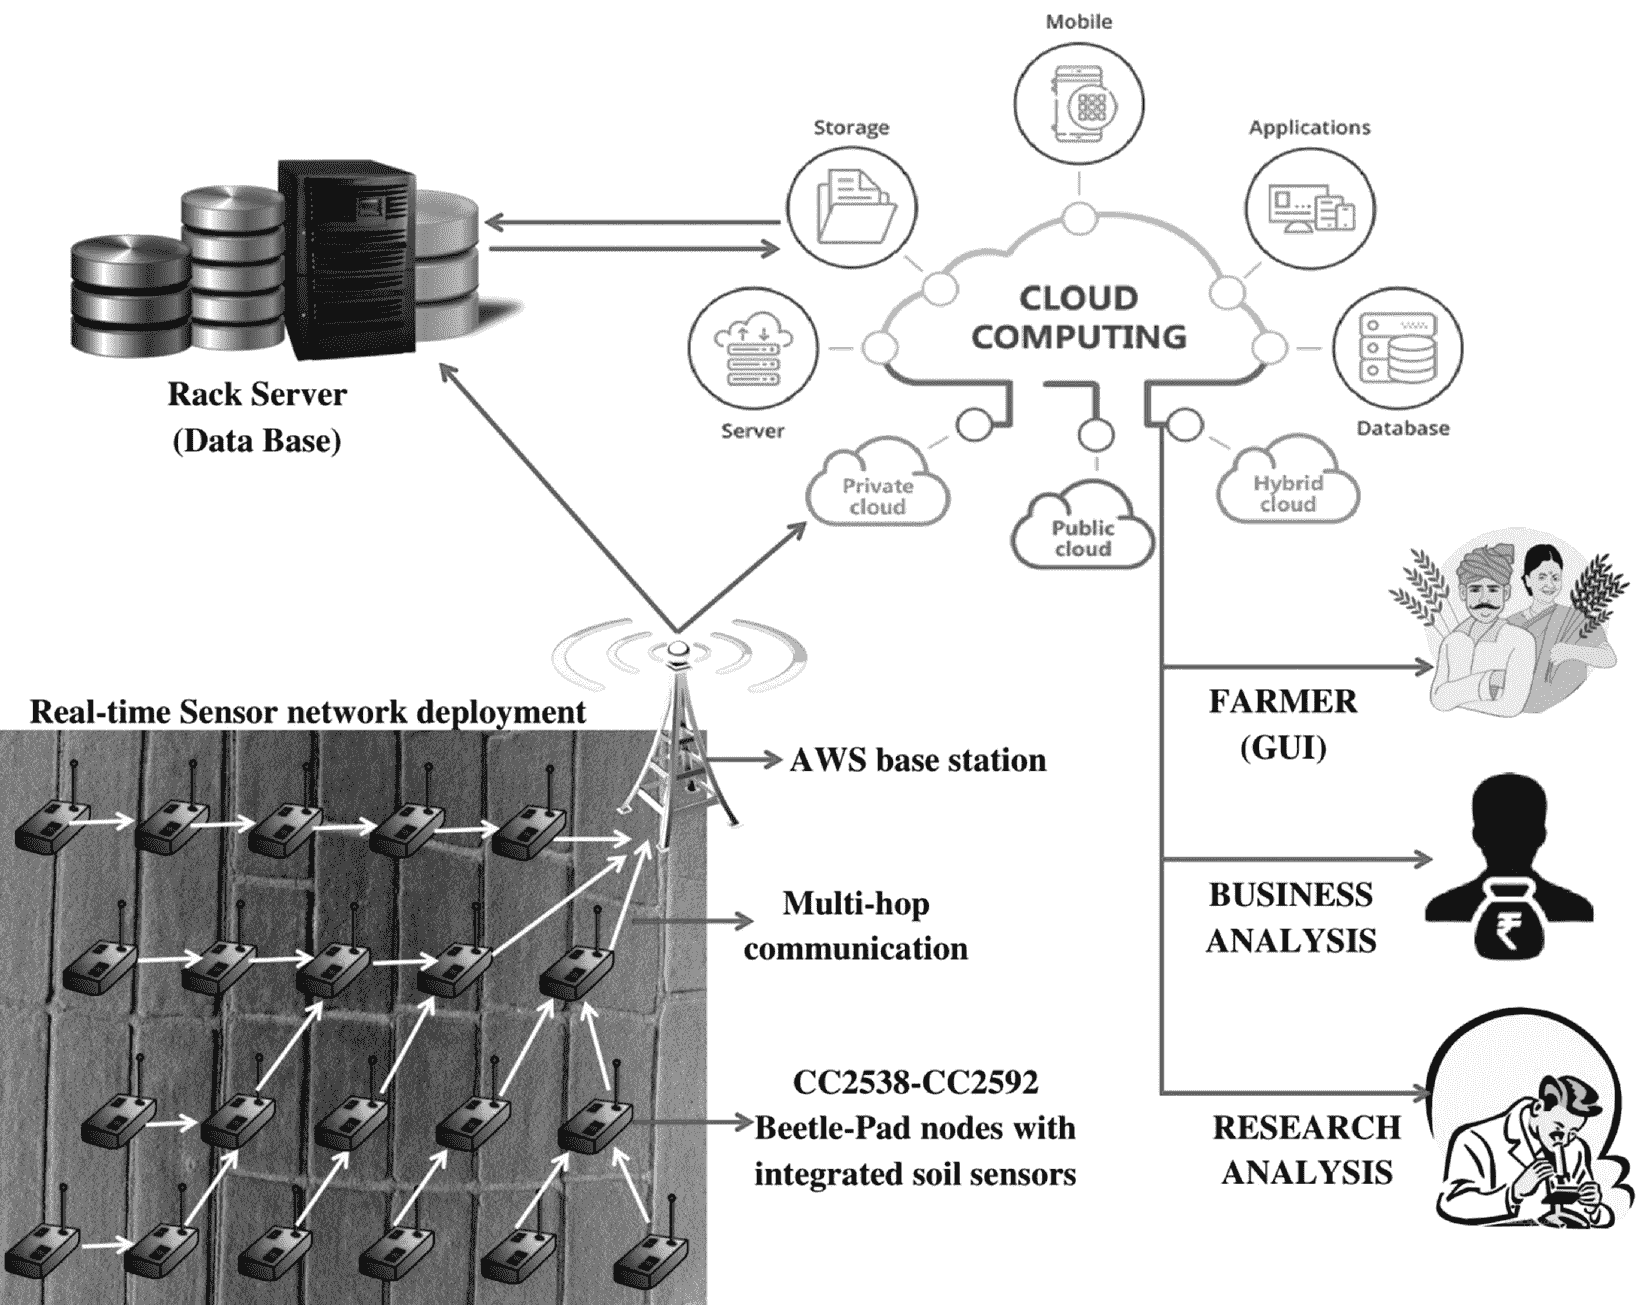 Mobile
Storage
Applications
CLOUD
COMPUTING
Rack Server
(Data Base)
Server
Database
Private
cloud
Public
cloud
Hybrid
cloud
Real-time Sensor network deployment
AWS base station
Multi-hop
communication
CC2538-CC2592
Beetle-Pad nodes with
integrated soil sensors
FARMER
(GUI)
BUSINESS
ANALYSIS
₹
RESEARCH
ANALYSIS